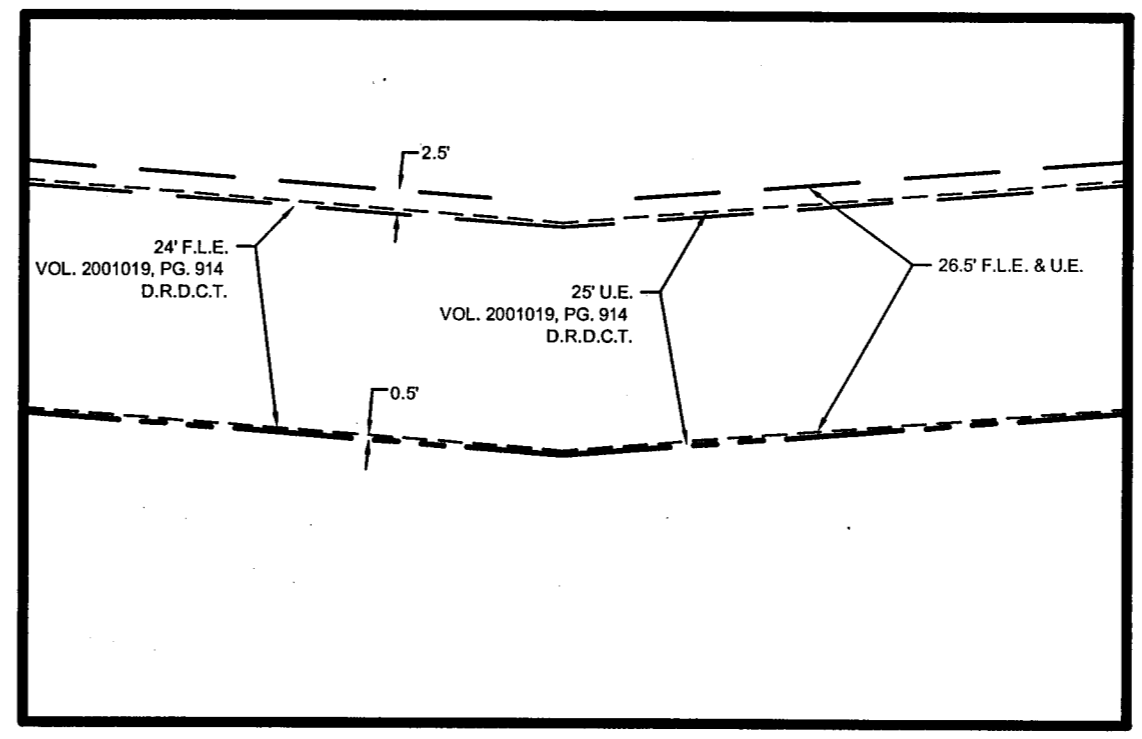 2.5'
24' F.L.E.
VOL. 2001019, PG. 914
D.R.D.C.T.
25' U.E.
VOL. 2001019, PG. 914
D.R.D.C.T.
26.5' F.L.E. & U.E.
0.5'